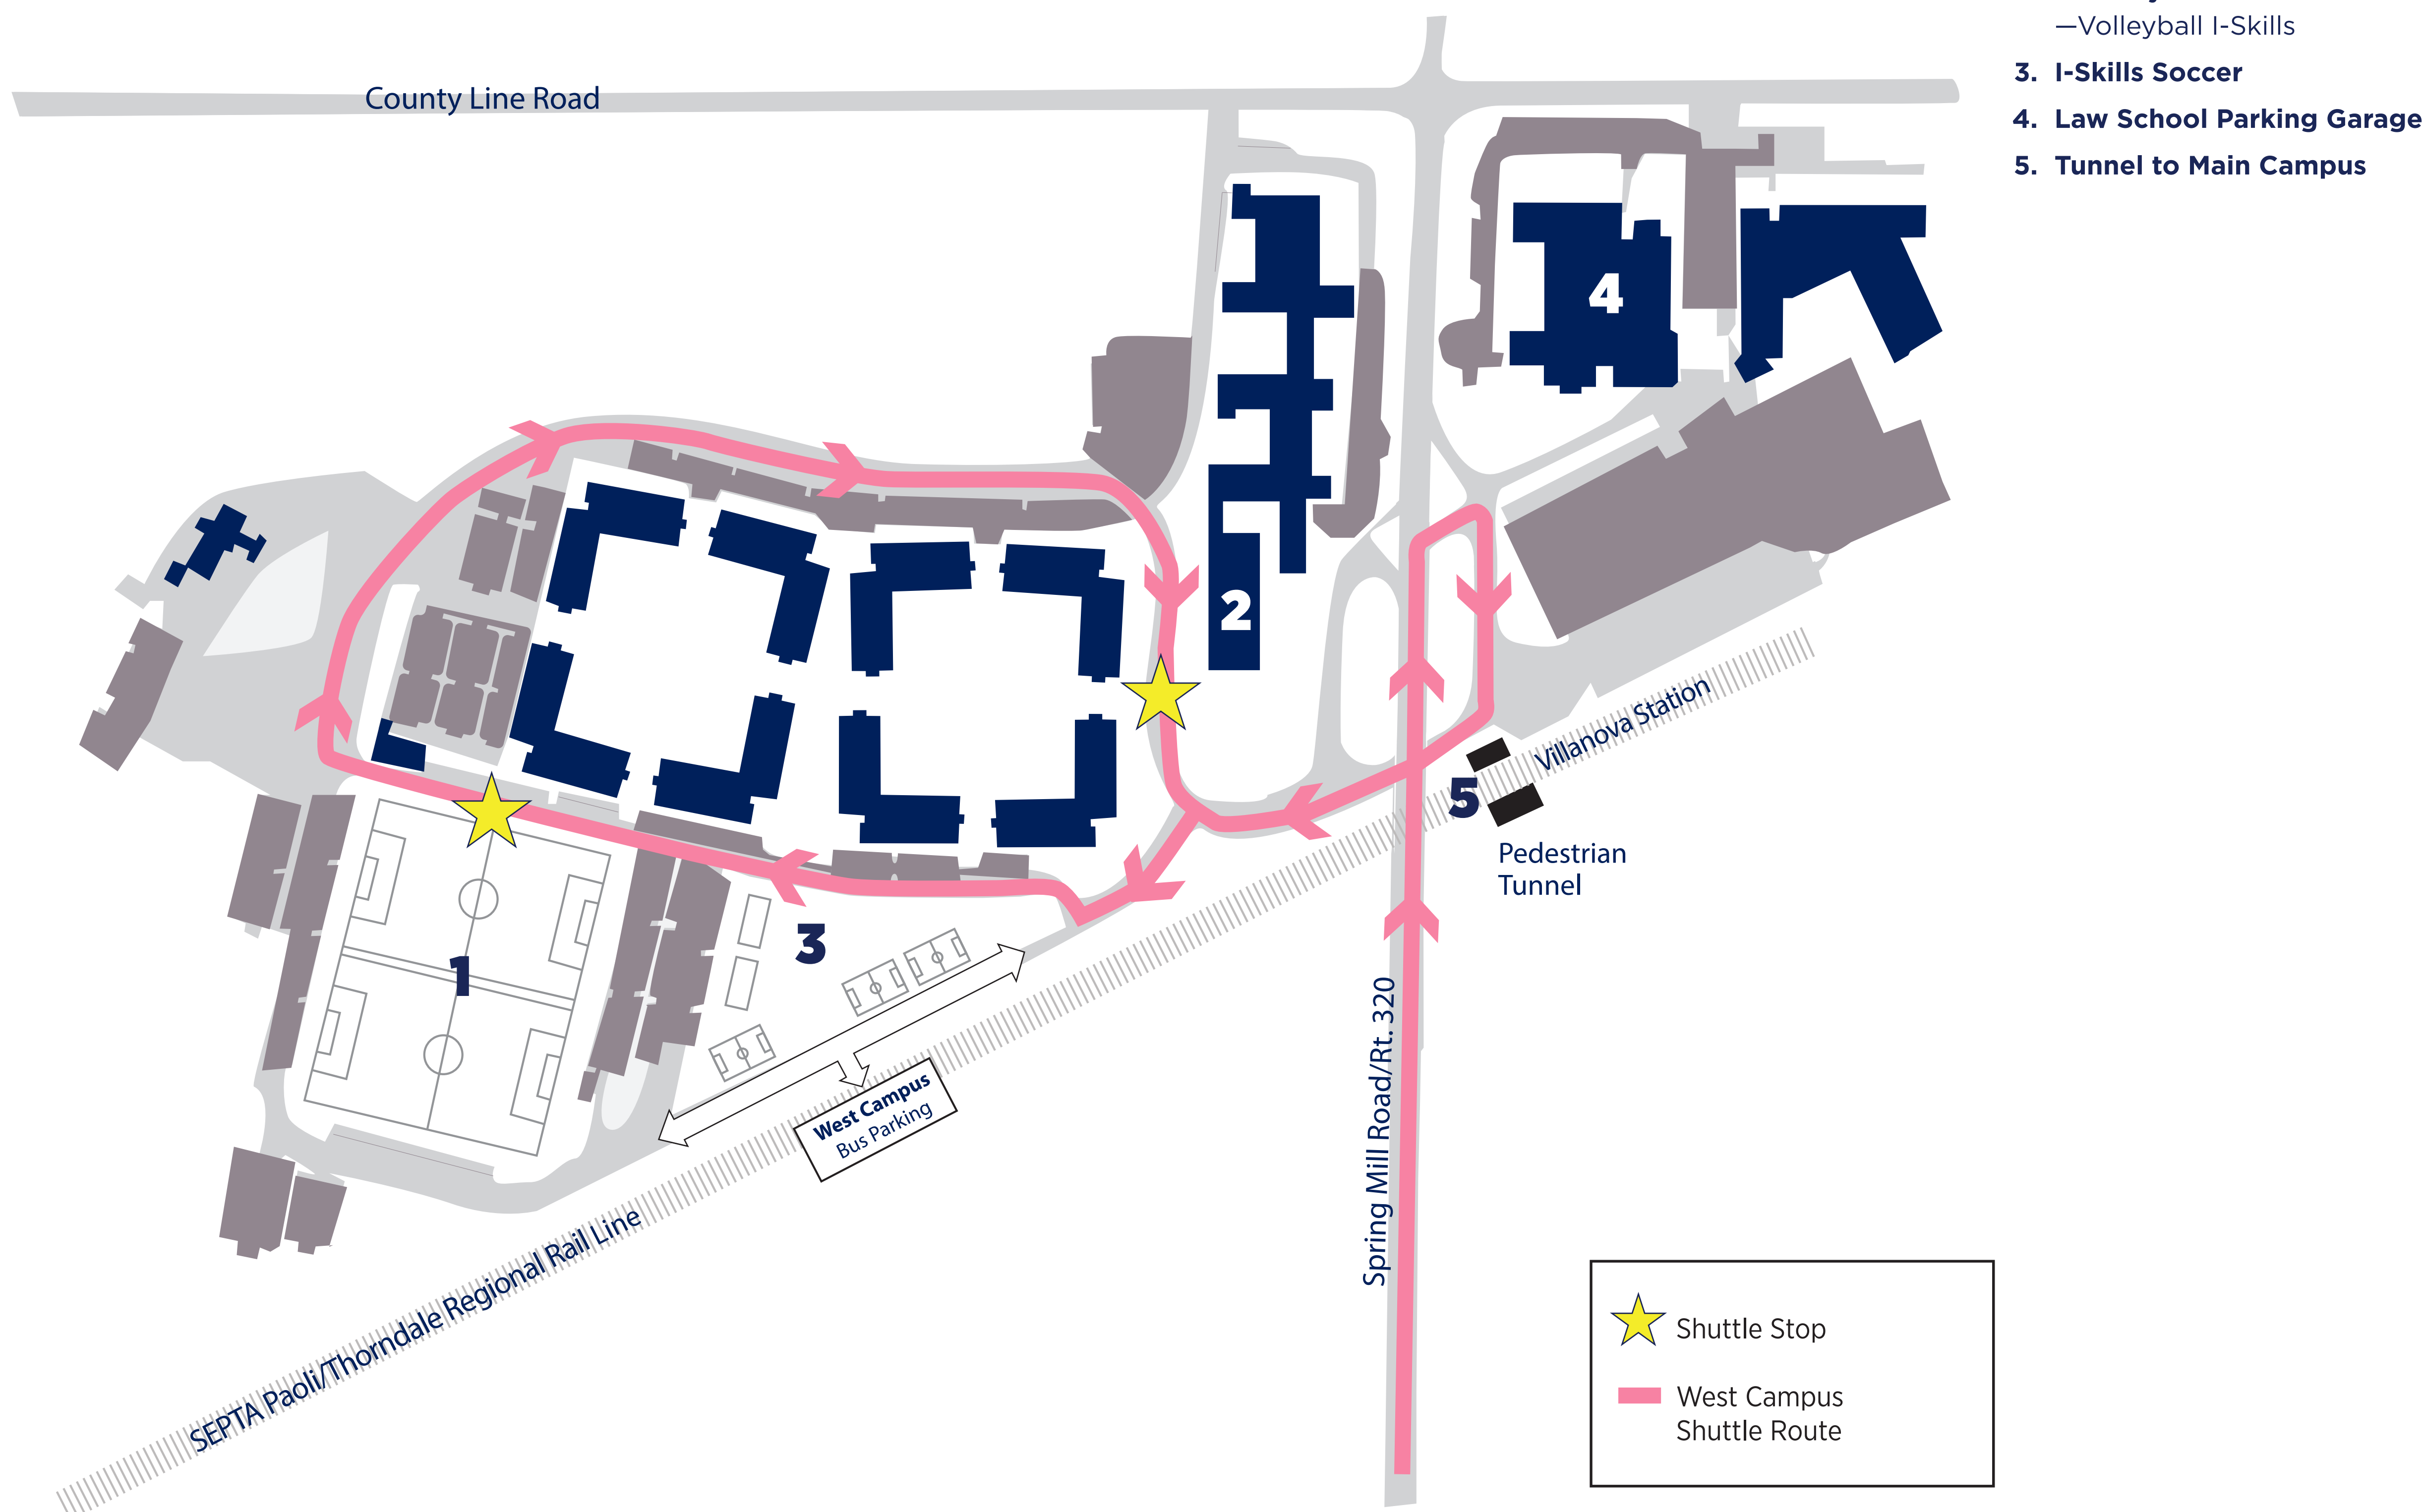 —Volleyball I-Skills
3. I-Skills Soccer
4. Law School Parking Garage
5. Tunnel to Main Campus
County Line Road
4
2
Villanova Station
5
Pedestrian
Tunnel
3
1
West Campus
Bus Parking
Spring Mill Road/Rt. 320
SEPTA Paoli/Thorndale Regional Rail Line
Shuttle Stop
West Campus
Shuttle Route